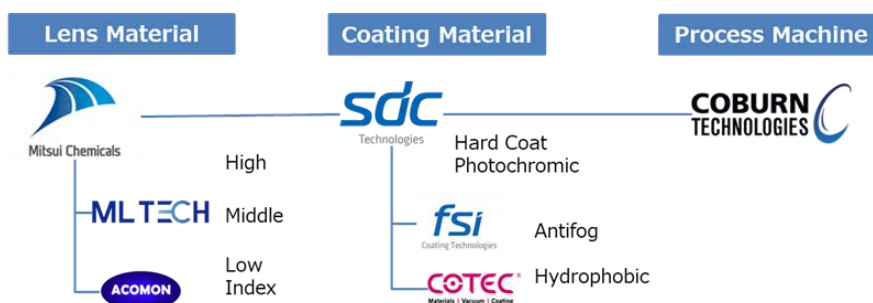 Lens Material
Coating Material
Process Machine
Mitsui Chemicals
High
sdc
Technologies
Hard Coat
Photochromic
COBURN
TECHNOLOGIES
MLTECH
Middle
fsi
Coating Technologies
Antifog
ACOMON
Low
Index
COTEC
Materials | Vacuum | Coating
Hydrophobic